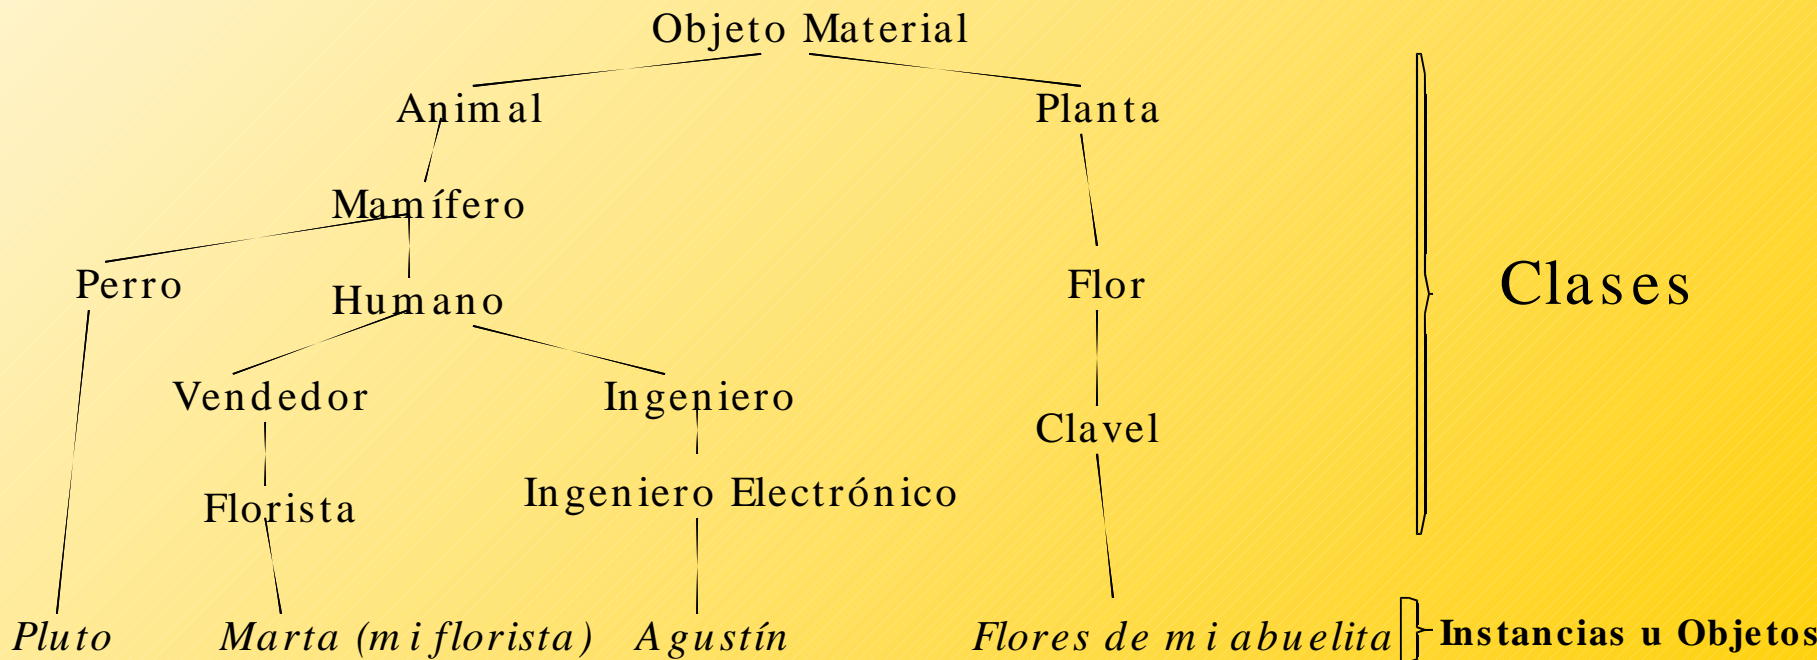 Objeto Material
Animal
Planta
Mamífero
Perro
Humano
Flor
Clases
Vendedor
Ingeniero
Clavel
Florista
Ingeniero Electrónico
Pluto
Marta (mi florista)
Agustín
Flores de mi abuelita
Instancias u Objetos